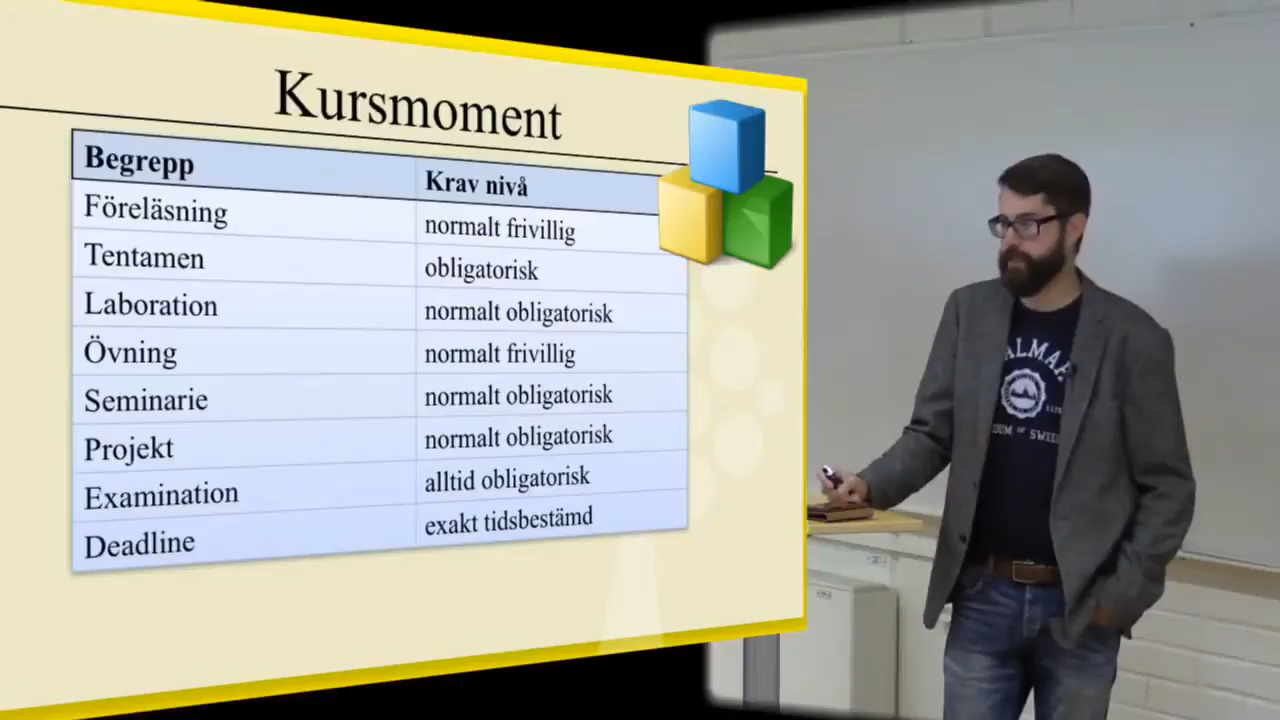 Kursmoment
Begrepp Krav nivå
Föreläsning normalt frivillig
Tentamen obligatorisk
Laboration normalt obligatorisk
Övning normalt frivillig
Seminarie normalt obligatorisk
Projekt normalt obligatorisk
Examination alltid obligatorisk
Deadline exakt tidsbestämd